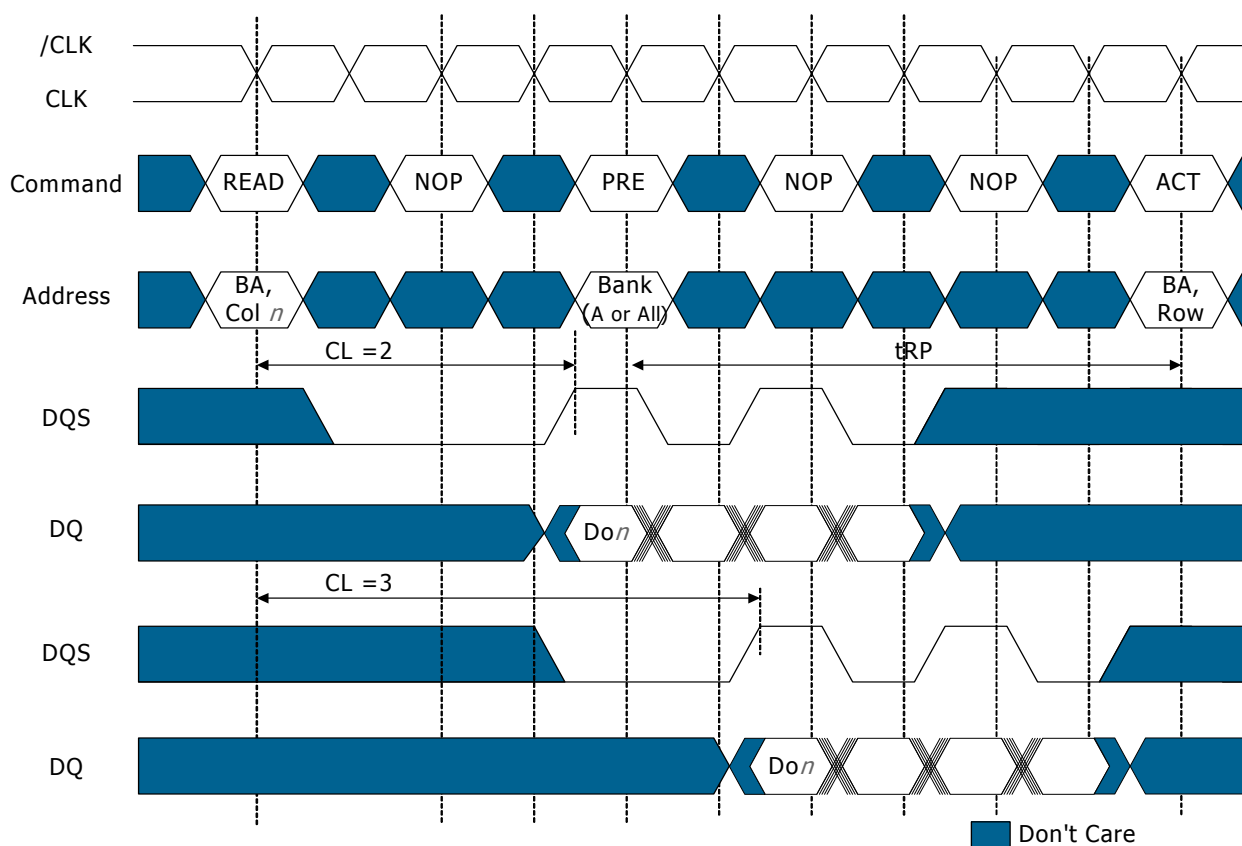 /CLK
CLK
Command
READ NOP PRE NOP NOP ACT
Address
BA,
Col n
Bank
(A or All)
BA,
Row
CL =2
tRP
DQS
DQ
Don
CL =3
DQS
DQ
Don
Don't Care